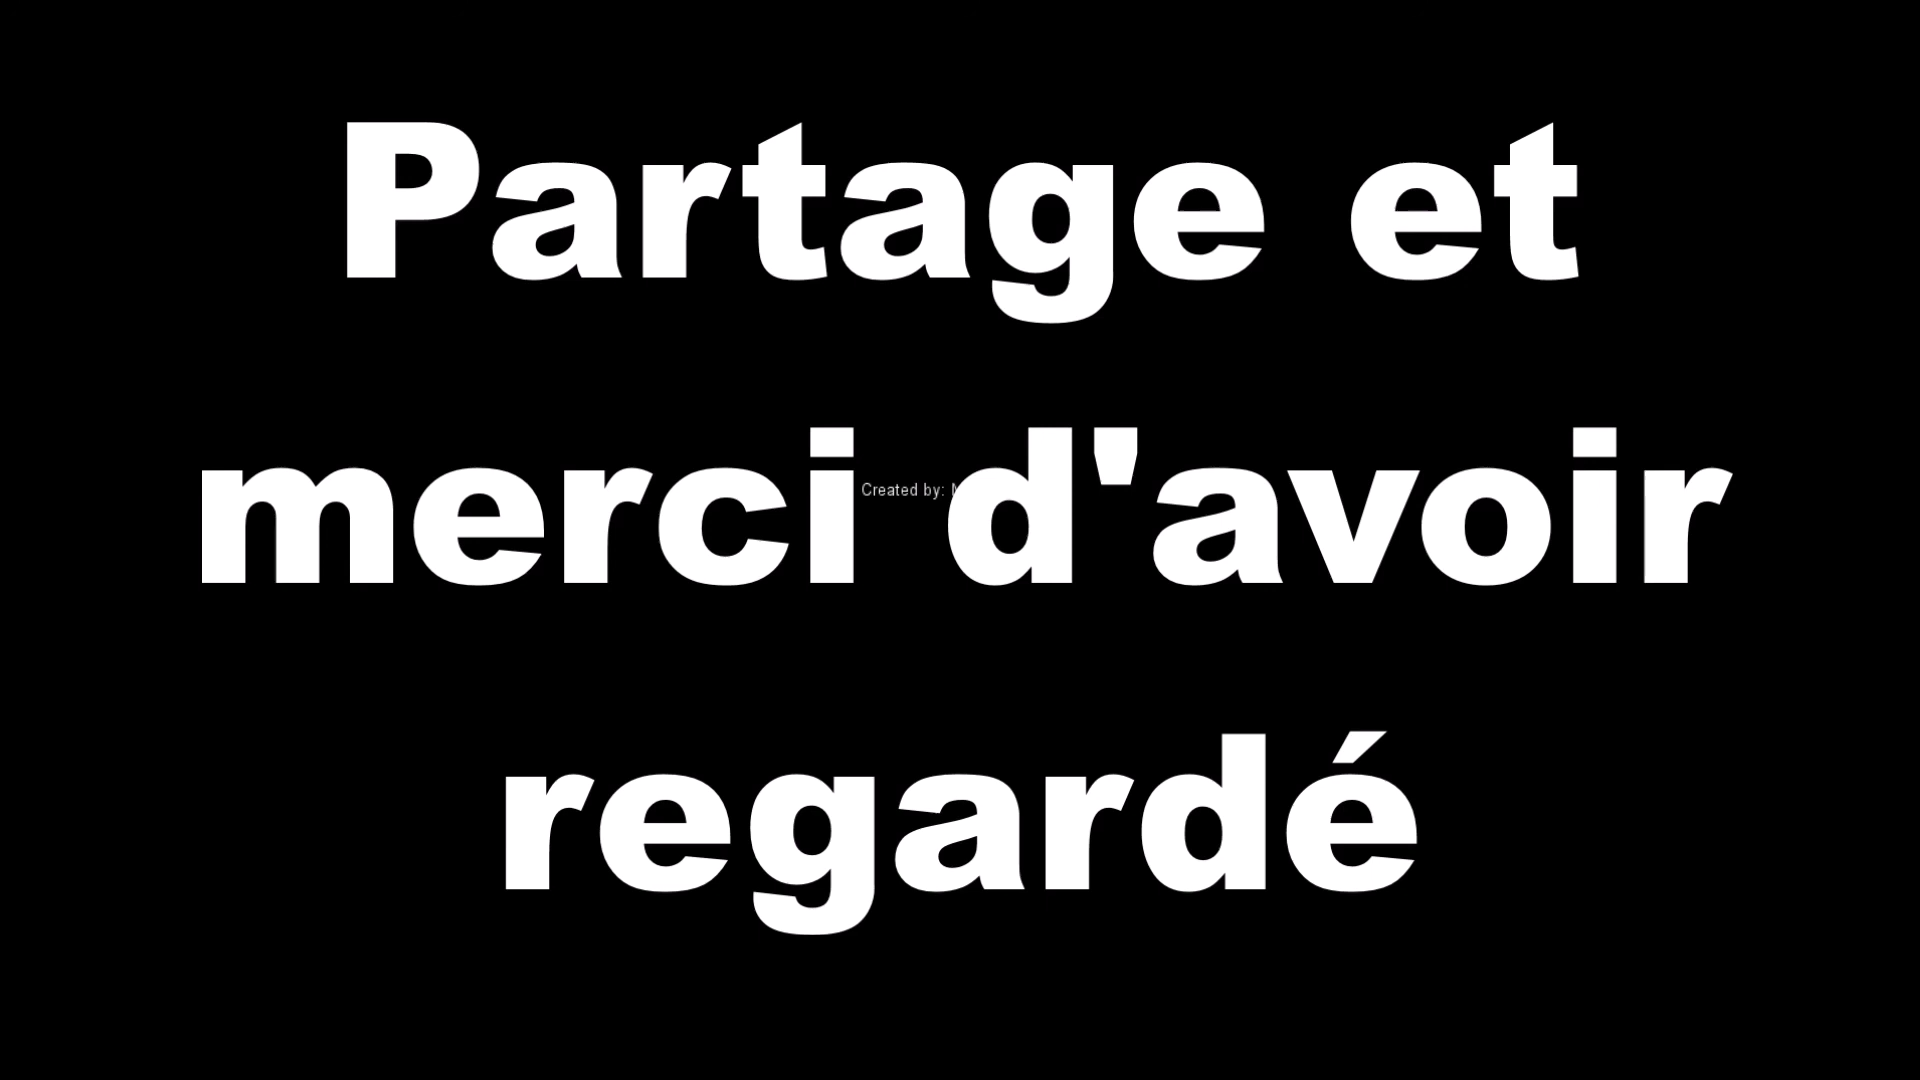 Partage et
merci d'avoir
Created by:
regardé